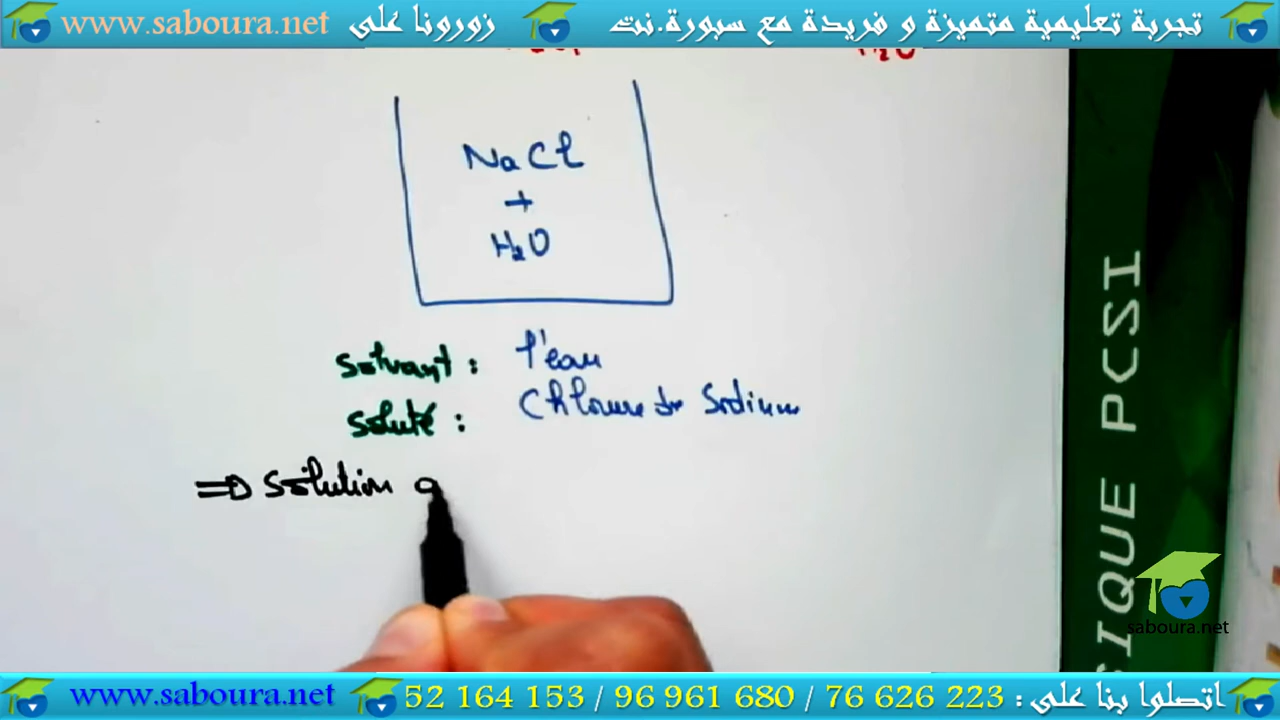 www.saboura.net زورونا على تجربة تعليمية متميزة و فريدة مع سبورة.نت
H₂O
NaCl
+
H₂O
Solvant : l'eau
Soluté : Chlorure de Sodium
⇒ Solution a
SIQUE PCSI
saboura.net
www.saboura.net اتصلوا بنا على : 52 164 153 / 96 961 680 / 76 626 223